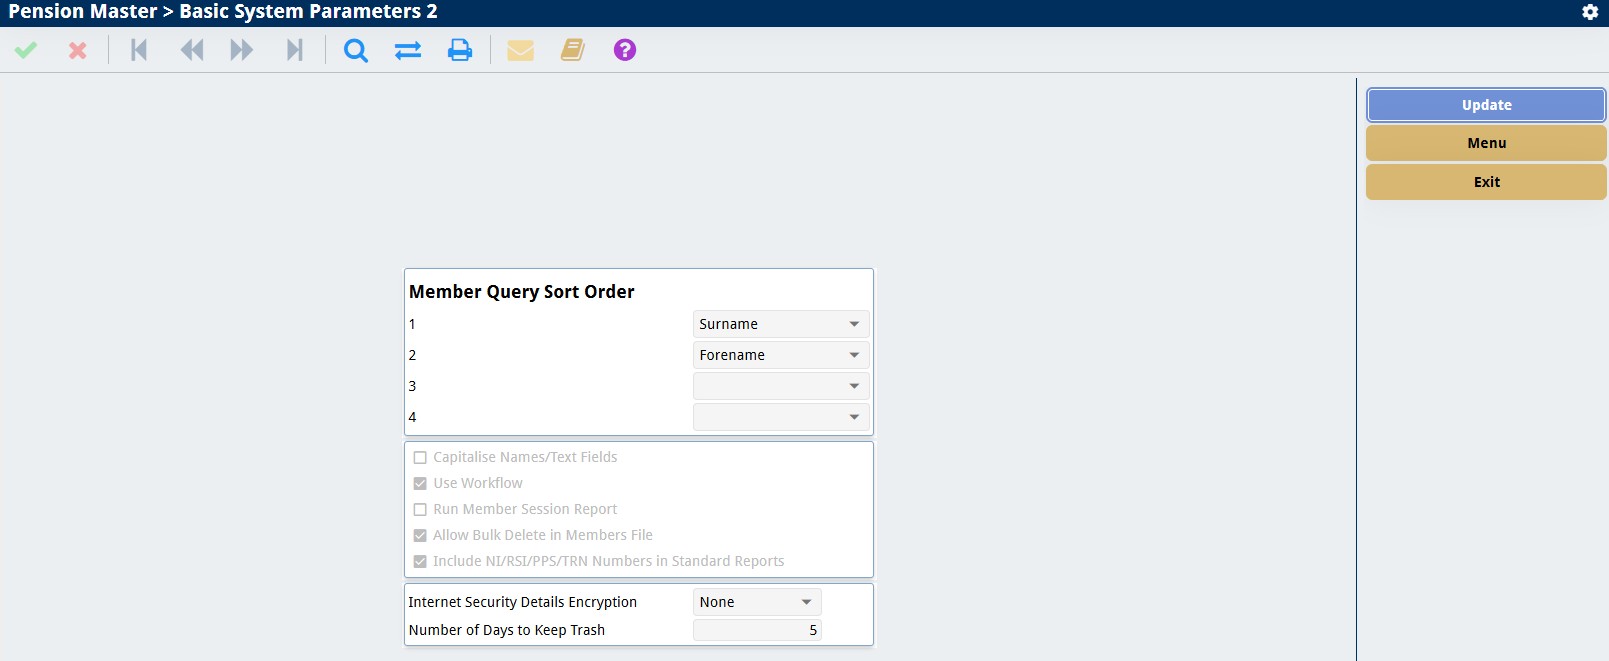 Pension Master > Basic System Parameters 2
?
Update
Menu
Exit
Member Query Sort Order
1 Surname
2 Forename
3
4
Capitalise Names/Text Fields
Use Workflow
Run Member Session Report
Allow Bulk Delete in Members File
Include NI/RSI/PPS/TRN Numbers in Standard Reports
Internet Security Details Encryption None
Number of Days to Keep Trash 5